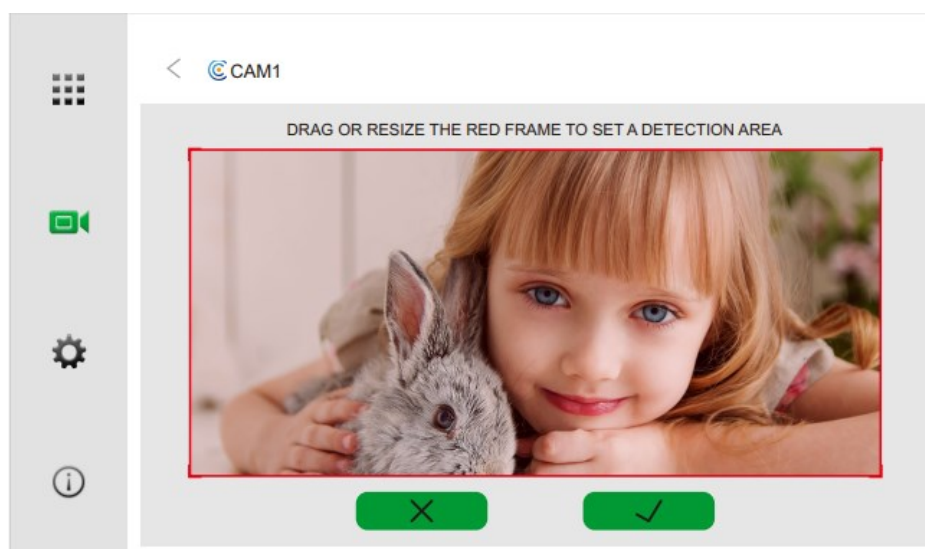 CAM1
DRAG OR RESIZE THE RED FRAME TO SET A DETECTION AREA